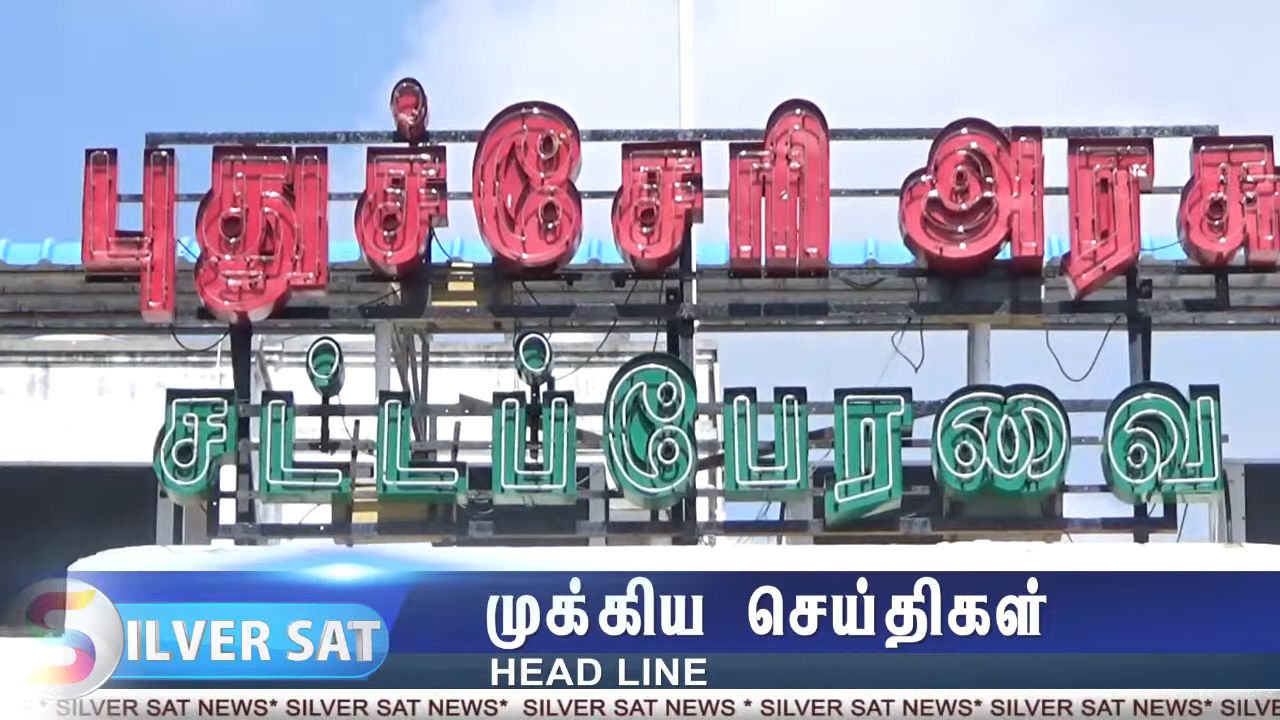 புதுச்சேரி அரசு
சட்டப்பேரவை
முக்கிய செய்திகள்
SILVER SAT
HEAD LINE
* SILVER SAT NEWS* SILVER SAT NEWS* SILVER SAT NEWS * SILVER SAT NEWS* SILVER SAT NEWS* SILVE